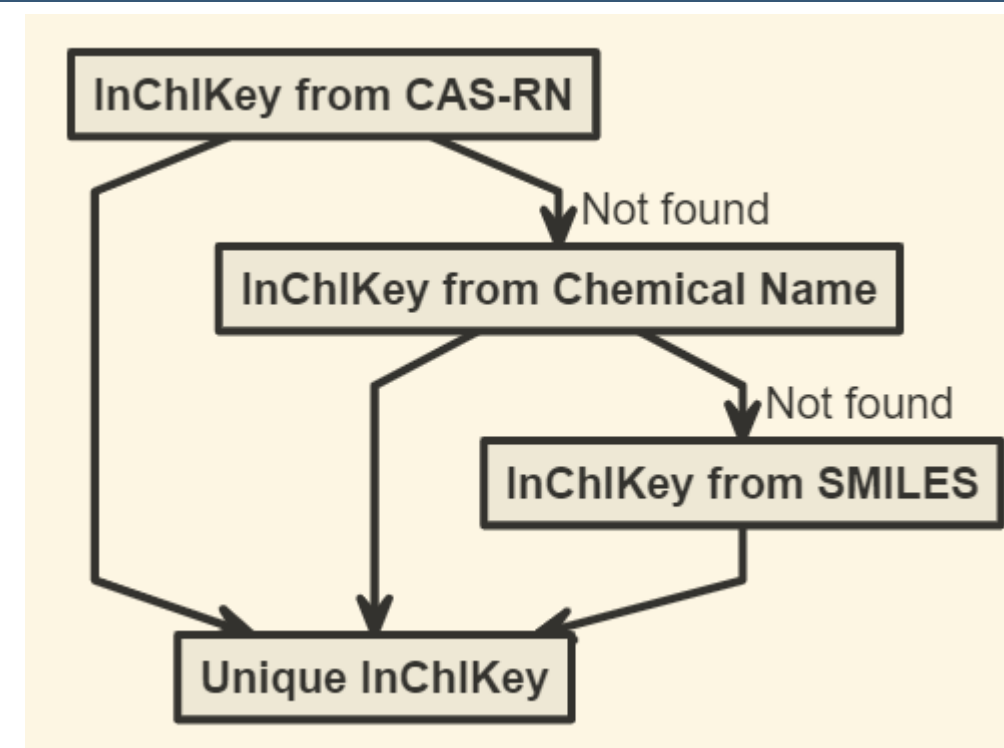 InChIKey from CAS-RN
Not found
InChIKey from Chemical Name
Not found
InChIKey from SMILES
Unique InChIKey